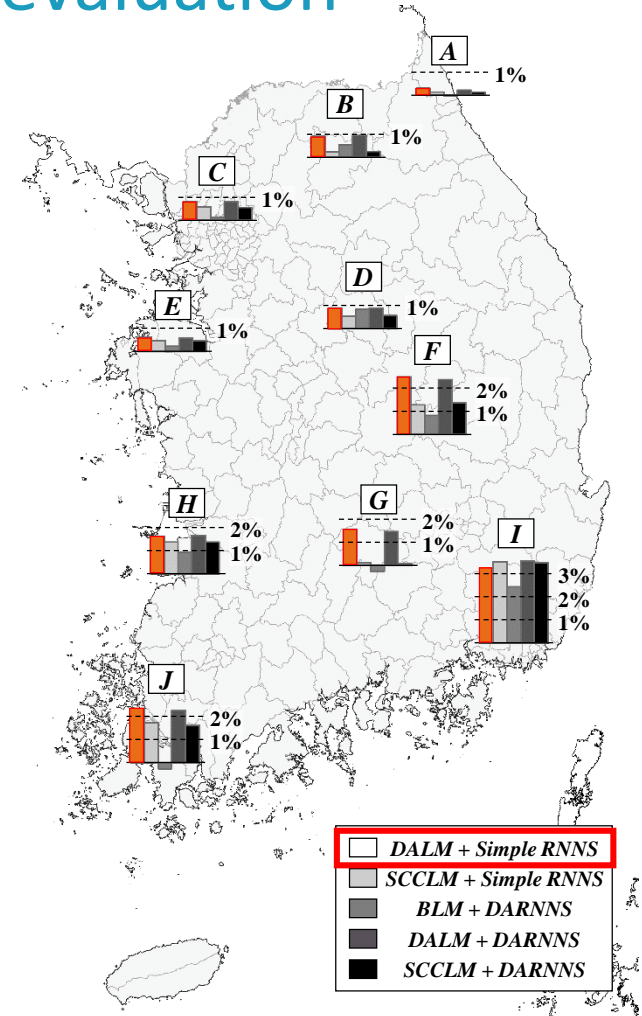 evaluation
A
1%
B
1%
C
1%
D
1%
E
1%
F
2%
1%
G
2%
1%
H
2%
1%
I
3%
2%
1%
J
2%
1%
DALM + Simple RNNS
SCCLM + Simple RNNS
BLM + DARNNS
DALM + DARNNS
SCCLM + DARNNS